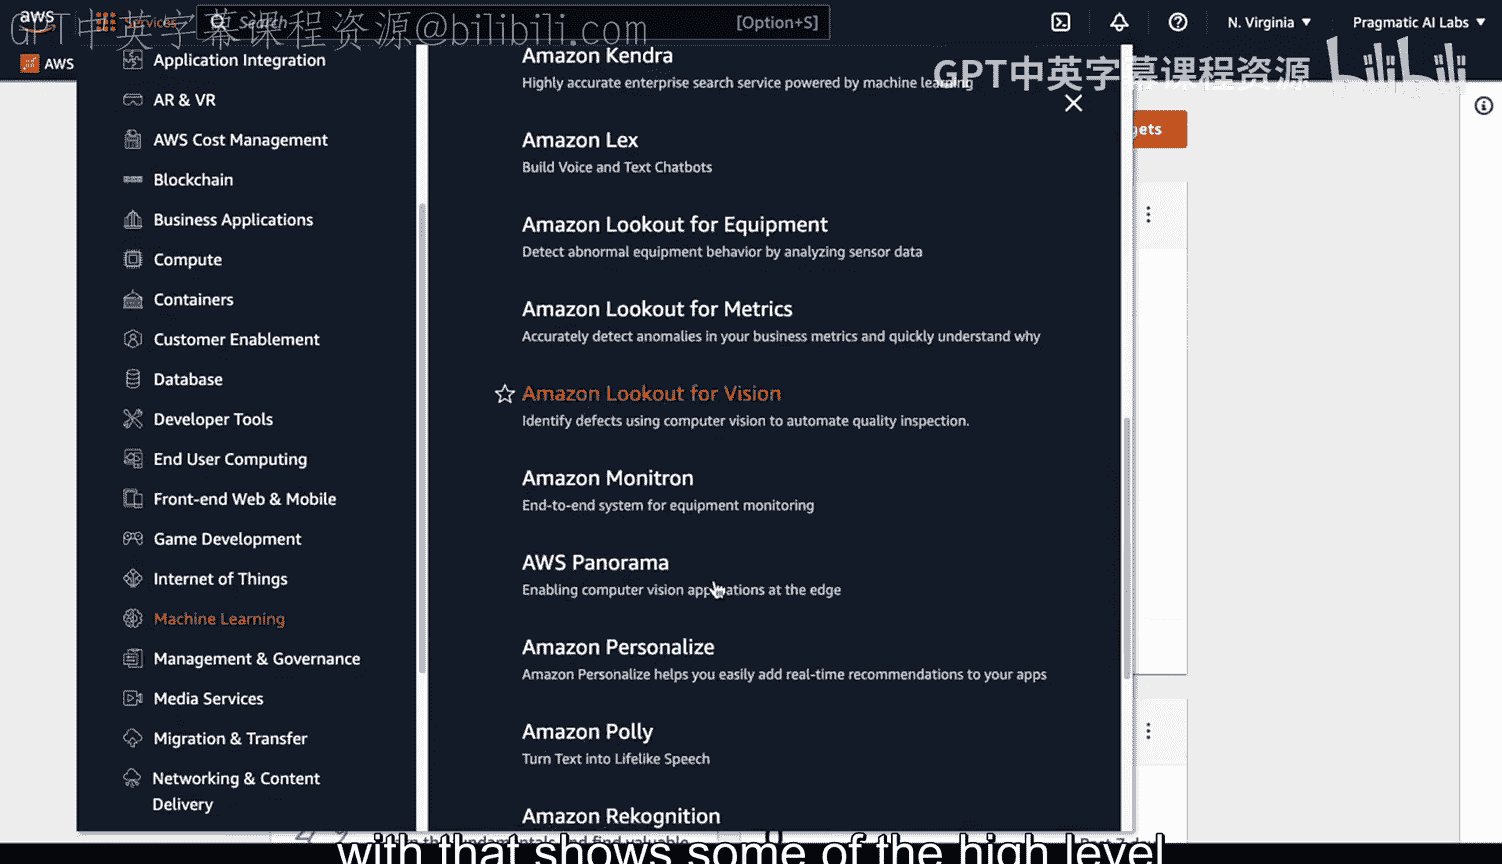 aws
Services
Search
[Option+S]
N. Virginia
Pragmatic AI Labs
GPT中英字幕课程资源@bilibili.com
AWS
GPT中英字幕课程资源 bilibili
Application Integration
AR & VR
AWS Cost Management
Blockchain
Business Applications
Compute
Containers
Customer Enablement
Database
Developer Tools
End User Computing
Front-end Web & Mobile
Game Development
Internet of Things
Machine Learning
Management & Governance
Media Services
Migration & Transfer
Networking & Content
Delivery
Amazon Kendra
Highly accurate enterprise search service powered by machine learning
Amazon Lex
Build Voice and Text Chatbots
Amazon Lookout for Equipment
Detect abnormal equipment behavior by analyzing sensor data
Amazon Lookout for Metrics
Accurately detect anomalies in your business metrics and quickly understand why
Amazon Lookout for Vision
Identify defects using computer vision to automate quality inspection.
Amazon Monitron
End-to-end system for equipment monitoring
AWS Panorama
Enabling computer vision applications at the edge
Amazon Personalize
Amazon Personalize helps you easily add real-time recommendations to your apps
Amazon Polly
Turn Text into Lifelike Speech
Amazon Rekognition
gets
with that shows some of the high level